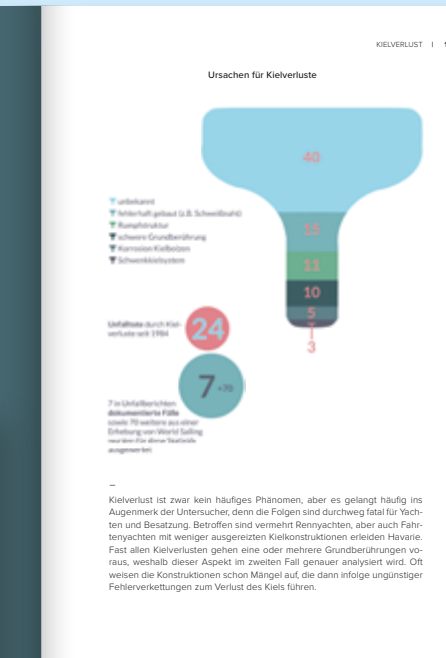 KIELVERLUST I
Ursachen für Kielverluste
40
15
11
10
5
3
unbekannt
fehlerhaft gebaut (z.B. Schweißnaht)
Rumpfstruktur
schwere Grundberührung
Korrosion Kielbolzen
Schwenkkielsystem
Unfalltote durch Kiel-
verluste seit 1984
24
7 +70
7 in Unfallberichten
dokumentierte Fälle
sowie 70 weitere aus einer
Erhebung von World Sailing
wurden für diese Statistik
ausgewertet
–
Kielverlust ist zwar kein häufiges Phänomen, aber es gelangt häufig ins
Augenmerk der Untersucher, denn die Folgen sind durchweg fatal für Yach-
ten und Besatzung. Betroffen sind vermehrt Rennyachten, aber auch Fahr-
tenyachten mit weniger ausgereizten Kielkonstruktionen erleiden Havarie.
Fast allen Kielverlusten gehen eine oder mehrere Grundberührungen vo-
raus, weshalb dieser Aspekt im zweiten Fall genauer analysiert wird. Oft
weisen die Konstruktionen schon Mängel auf, die dann infolge ungünstiger
Fehlerverkettungen zum Verlust des Kiels führen.